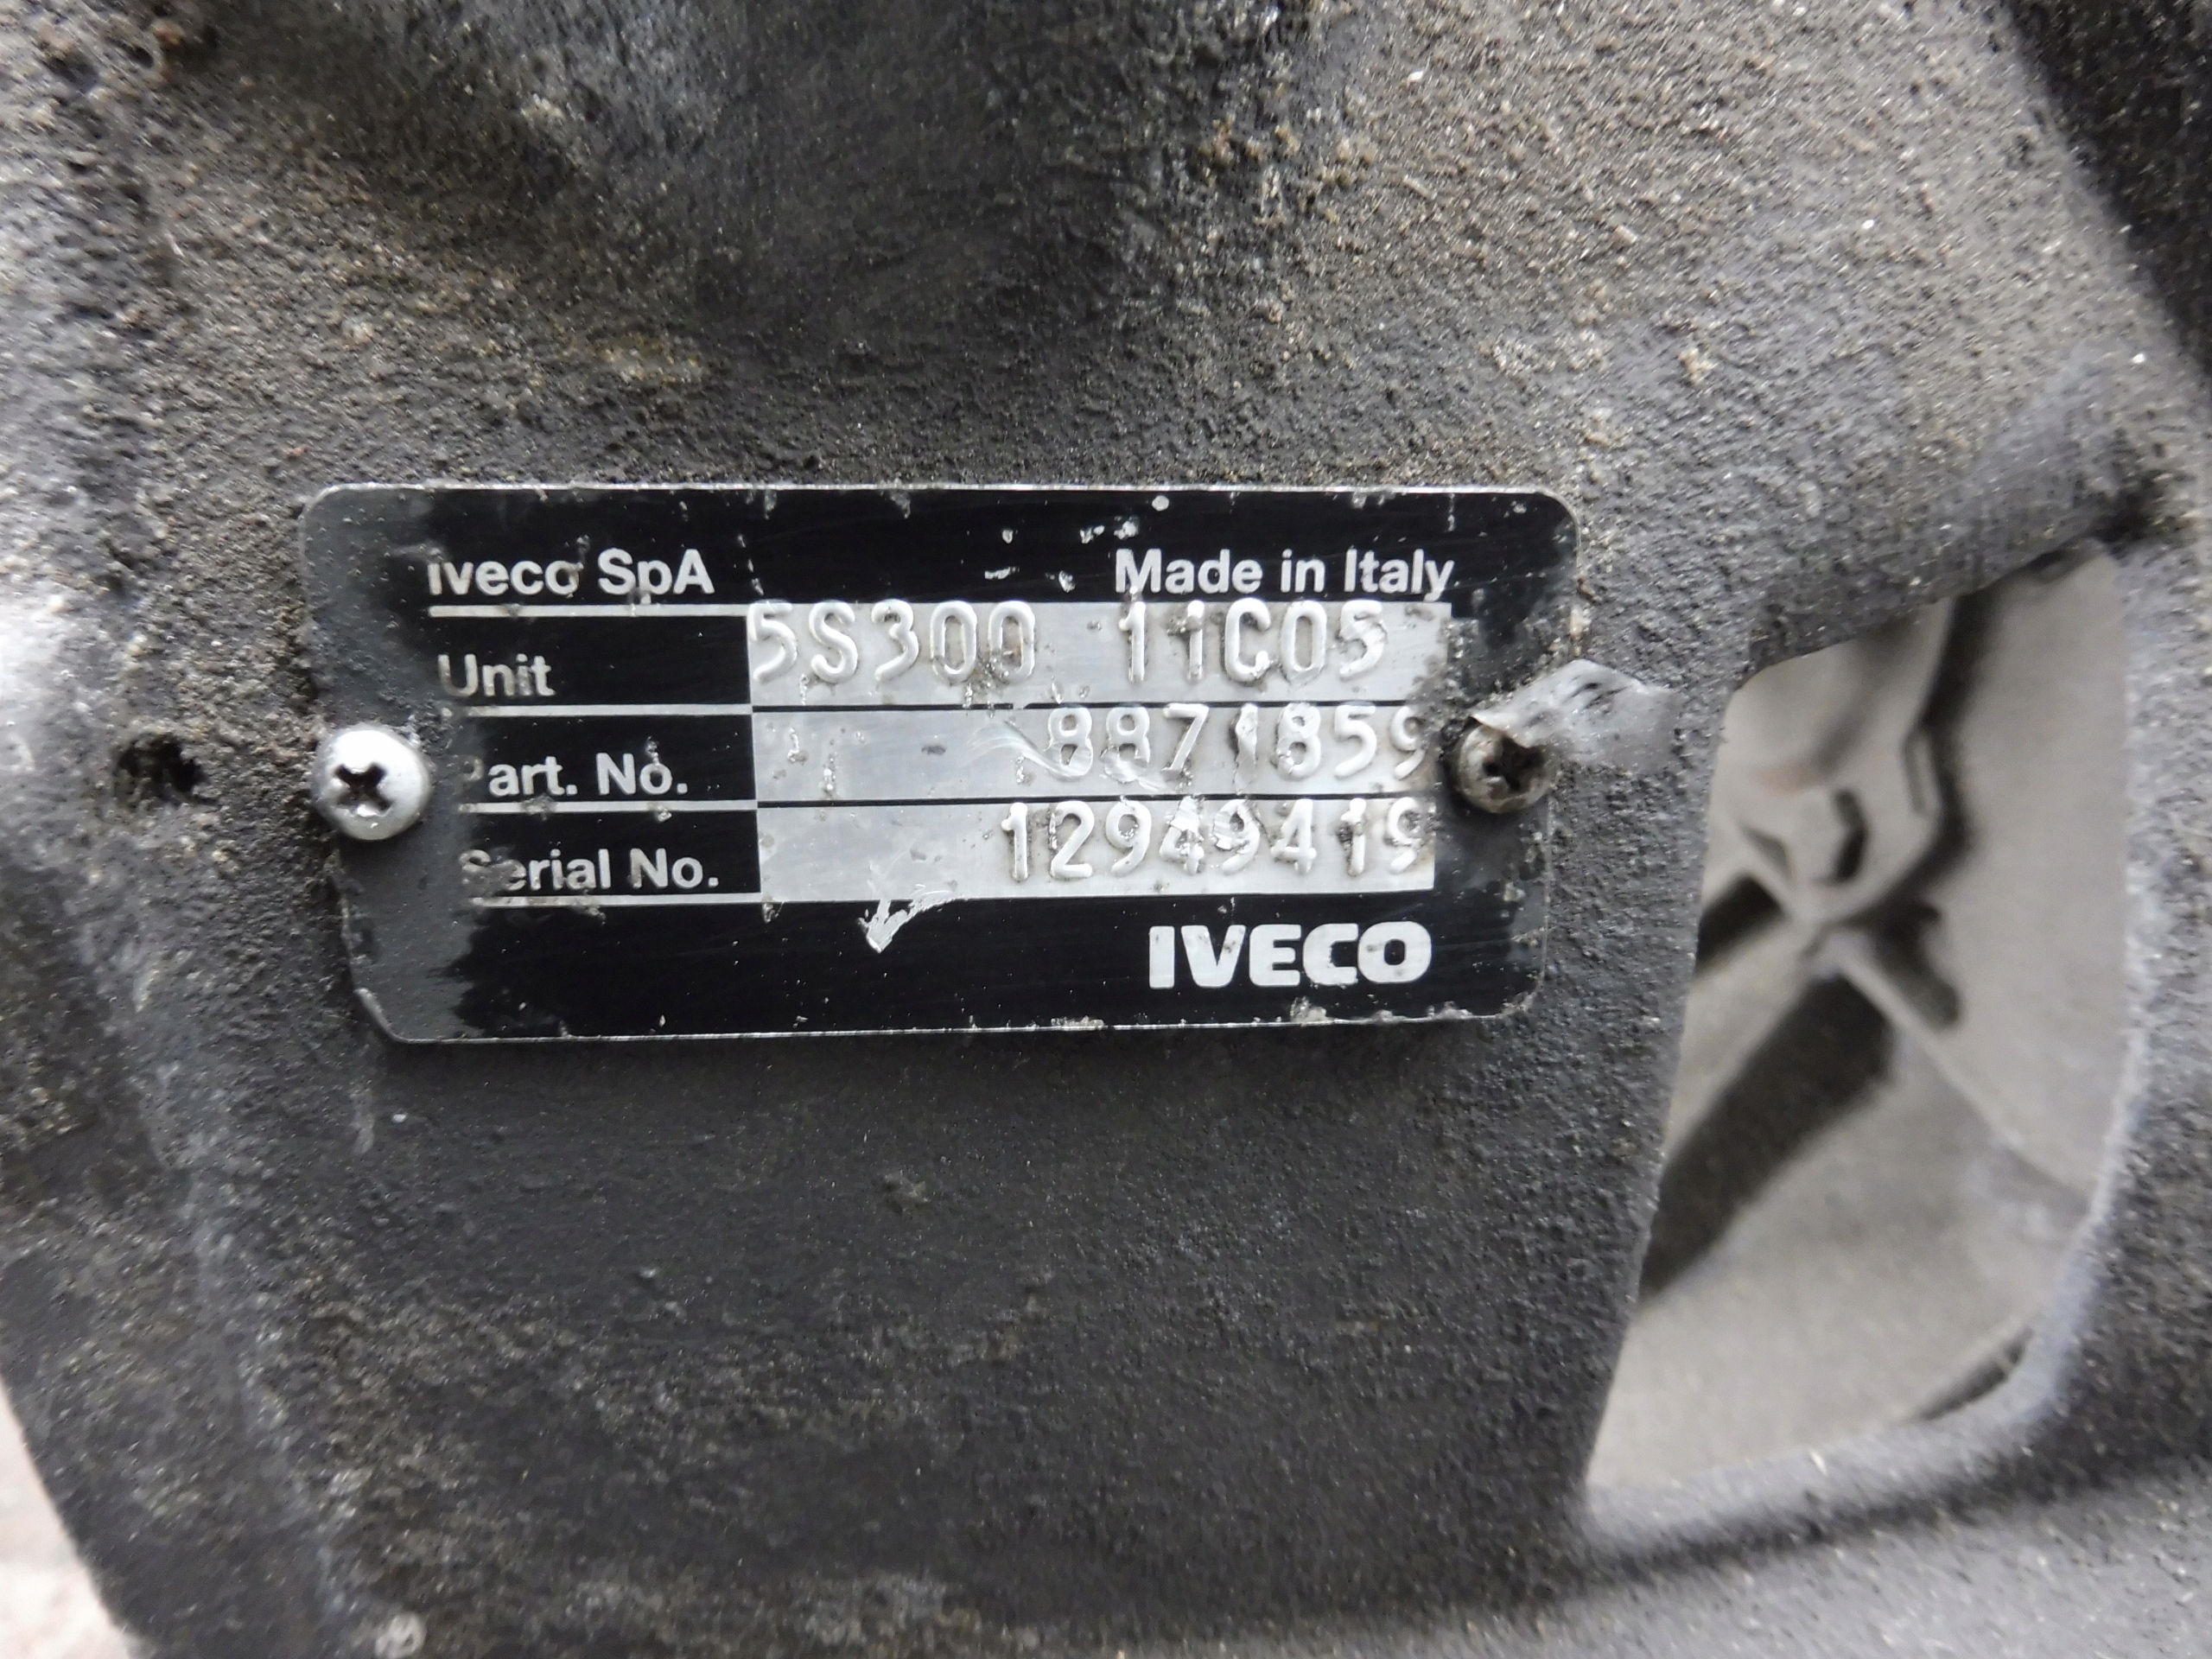 Iveco SpA Made in Italy
Unit 5S300 11C05
Part. No. 8871859
Serial No. 12949419
IVECO